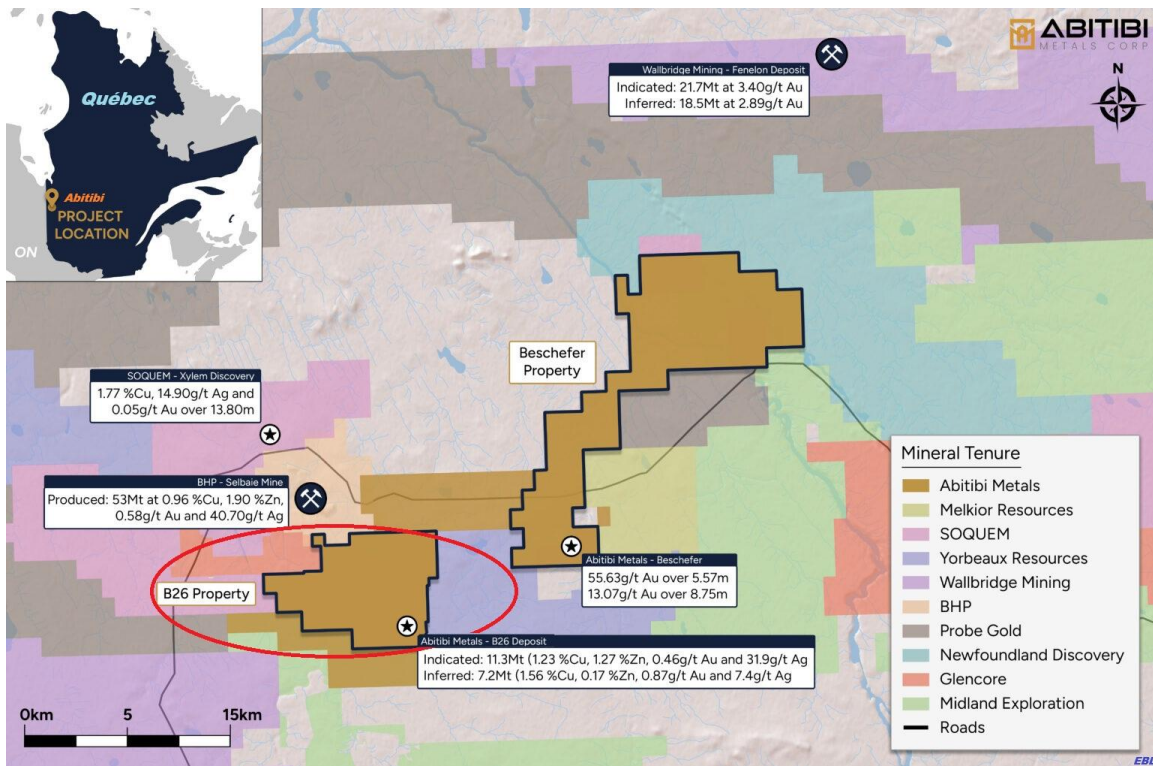 Québec
Abitibi
PROJECT
LOCATION
ON
ABITIBI
METALS CORP
N
Wallbridge Mining - Fenelon Deposit
Indicated: 21.7Mt at 3.40g/t Au
Inferred: 18.5Mt at 2.89g/t Au
Beschefer
Property
SOQUEM - Xylem Discovery
1.77 %Cu, 14.90g/t Ag and
0.05g/t Au over 13.80m
BHP - Selbaie Mine
Produced: 53Mt at 0.96 %Cu, 1.90 %Zn,
0.58g/t Au and 40.70g/t Ag
B26 Property
Abitibi Metals - Beschefer
55.63g/t Au over 5.57m
13.07g/t Au over 8.75m
Abitibi Metals - B26 Deposit
Indicated: 11.3Mt (1.23 %Cu, 1.27 %Zn, 0.46g/t Au and 31.9g/t Ag
Inferred: 7.2Mt (1.56 %Cu, 0.17 %Zn, 0.87g/t Au and 7.4g/t Ag
0km 5 15km
Mineral Tenure
Abitibi Metals
Melkior Resources
SOQUEM
Yorbeaux Resources
Wallbridge Mining
BHP
Probe Gold
Newfoundland Discovery
Glencore
Midland Exploration
Roads